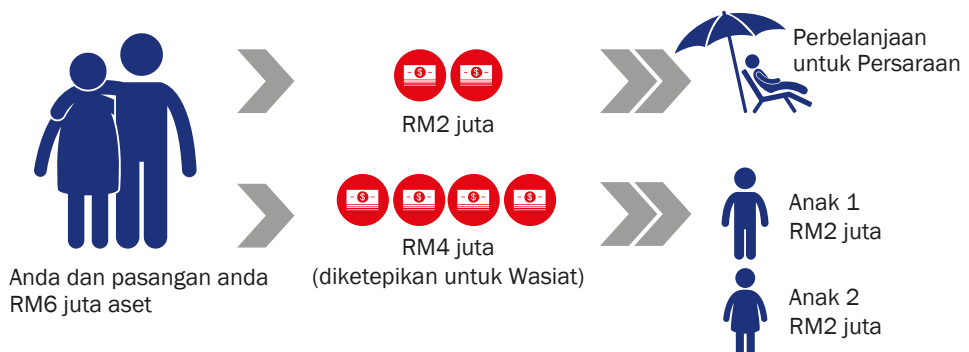 Anda dan pasangan anda
RM6 juta aset
RM2 juta
Perbelanjaan
untuk Persaraan
RM4 juta
(diketepikan untuk Wasiat)
Anak 1
RM2 juta
Anak 2
RM2 juta